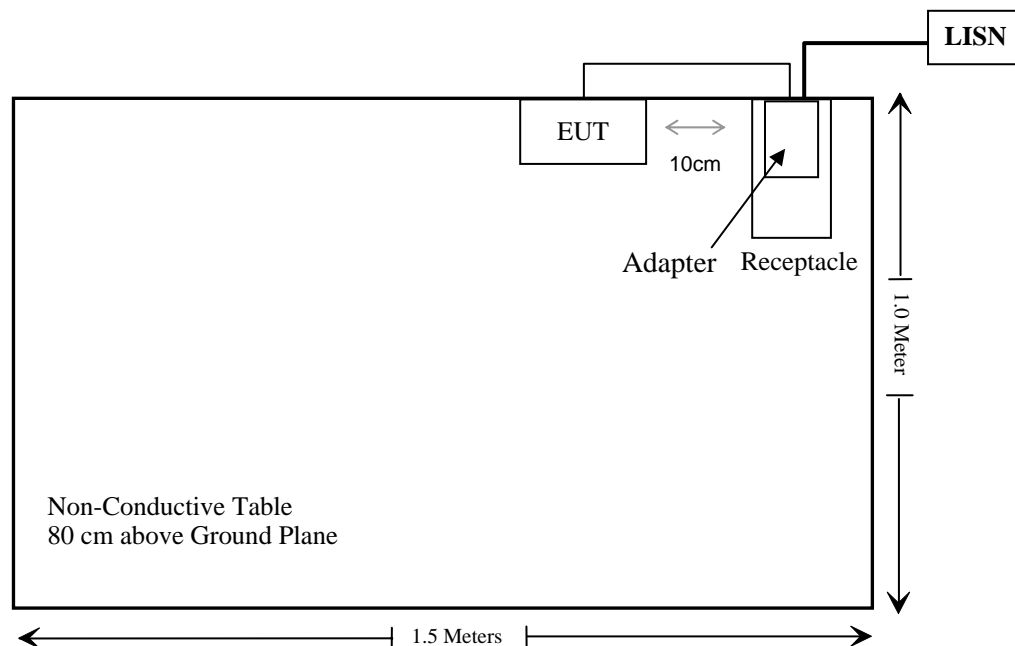 LISN
EUT
10cm
Adapter
Receptacle
1.0 Meter
Non-Conductive Table
80 cm above Ground Plane
1.5 Meters